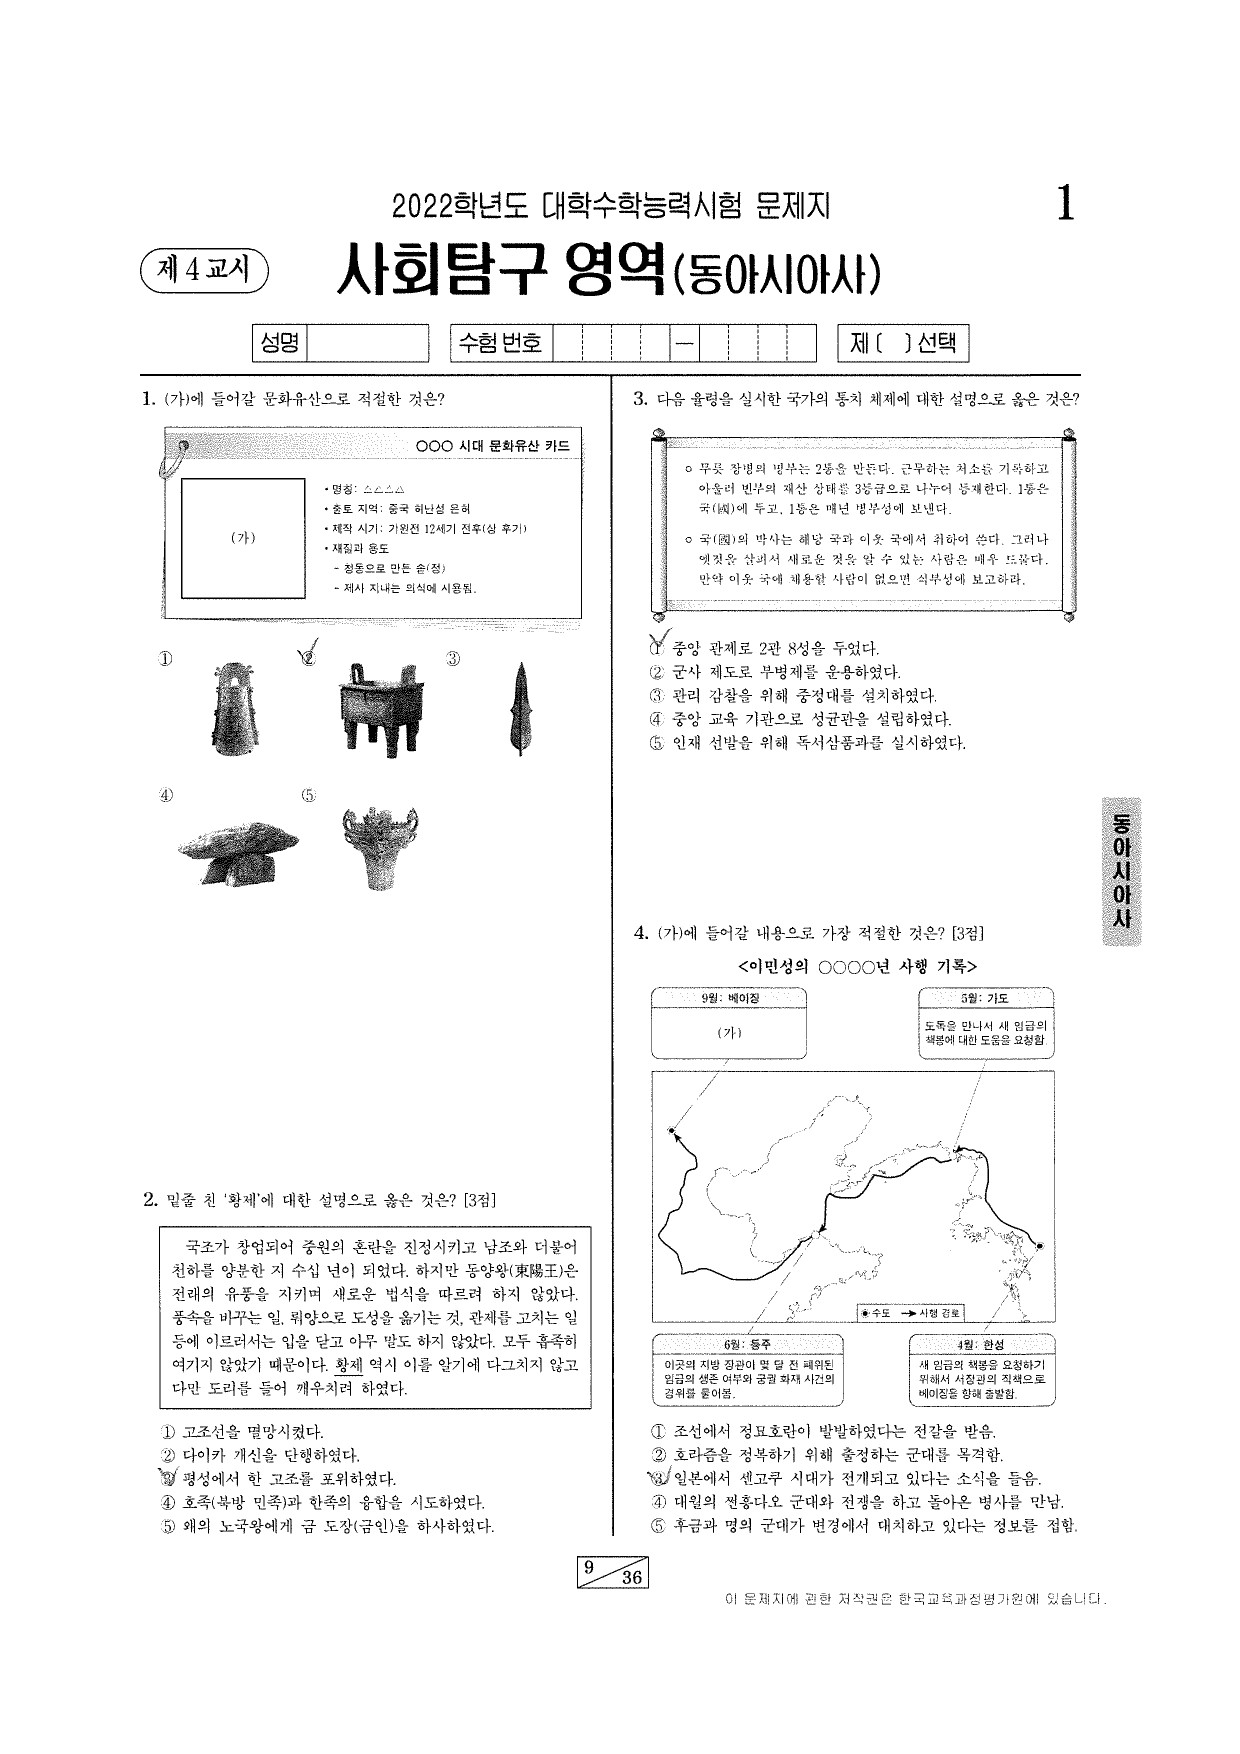 2022학년도 대학수학능력시험 문제지
1
제 4 교시
사회탐구 영역(동아시아사)
성명
수험 번호
—
제 ( ) 선택
1. (가)에 들어갈 문화유산으로 적절한 것은?
○○○ 시대 문화유산 카드
(가)
• 명칭: △△△△
• 출토 지역: 중국 허난성 은허
• 제작 시기: 기원전 12세기 전후(상 후기)
• 재질과 용도
- 청동으로 만든 솥(정)
- 제사 지내는 의식에 사용됨.
①
②
③
④
⑤
2. 밑줄 친 '황제'에 대한 설명으로 옳은 것은? [3점]
국조가 창업되어 중원의 혼란을 진정시키고 남조와 더불어
천하를 양분한 지 수십 년이 되었다. 하지만 동양왕(東陽王)은
전래의 유풍을 지키며 새로운 법식을 따르려 하지 않았다.
풍속을 바꾸는 일, 뤄양으로 도성을 옮기는 것, 관제를 고치는 일
등에 이르러서는 입을 닫고 아무 말도 하지 않았다. 모두 흡족히
여기지 않았기 때문이다. 황제 역시 이를 알기에 다그치지 않고
다만 도리를 들어 깨우치려 하였다.
① 고조선을 멸망시켰다.
② 다이카 개신을 단행하였다.
③ 평성에서 한 고조를 포위하였다.
④ 호족(북방 민족)과 한족의 융합을 시도하였다.
⑤ 왜의 노국왕에게 금 도장(금인)을 하사하였다.
3. 다음 율령을 실시한 국가의 통치 체제에 대한 설명으로 옳은 것은?
○ 무릇 장병의 명부는 2통을 만든다. 근무하는 처소를 기록하고
아울러 빈부의 재산 상태를 3등급으로 나누어 등재한다. 1통은
국(國)에 두고, 1통은 매년 병부성에 보낸다.
○ 국(國)의 박사는 해당 국과 이웃 국에서 취하여 쓴다. 그러나
옛것을 살펴서 새로운 것을 알 수 있는 사람은 매우 드물다.
만약 이웃 국에 채용할 사람이 없으면 식부성에 보고하라.
① 중앙 관제로 2관 8성을 두었다.
② 군사 제도로 부병제를 운용하였다.
③ 관리 감찰을 위해 중정대를 설치하였다.
④ 중앙 교육 기관으로 성균관을 설립하였다.
⑤ 인재 선발을 위해 독서삼품과를 실시하였다.
동아시아사
4. (가)에 들어갈 내용으로 가장 적절한 것은? [3점]
<이민성의 ○○○○년 사행 기록>
9월: 베이징
(가)
5월: 가도
도독을 만나서 새 임금의
책봉에 대한 도움을 요청함.
◉ 수도 → 사행 경로
6월: 등주
이곳의 지방 장관이 몇 달 전 폐위된
임금의 생존 여부와 궁궐 화재 사건의
경위를 물어봄.
4월: 한성
새 임금의 책봉을 요청하기
위해서 서장관의 직책으로
베이징을 향해 출발함.
① 조선에서 정묘호란이 발발하였다는 전갈을 받음.
② 호라즘을 정복하기 위해 출정하는 군대를 목격함.
③ 일본에서 센고쿠 시대가 전개되고 있다는 소식을 들음.
④ 대월의 쩐흥다오 군대와 전쟁을 하고 돌아온 병사를 만남.
⑤ 후금과 명의 군대가 변경에서 대치하고 있다는 정보를 접함.
9
36
이 문제지에 관한 저작권은 한국교육과정평가원에 있습니다.